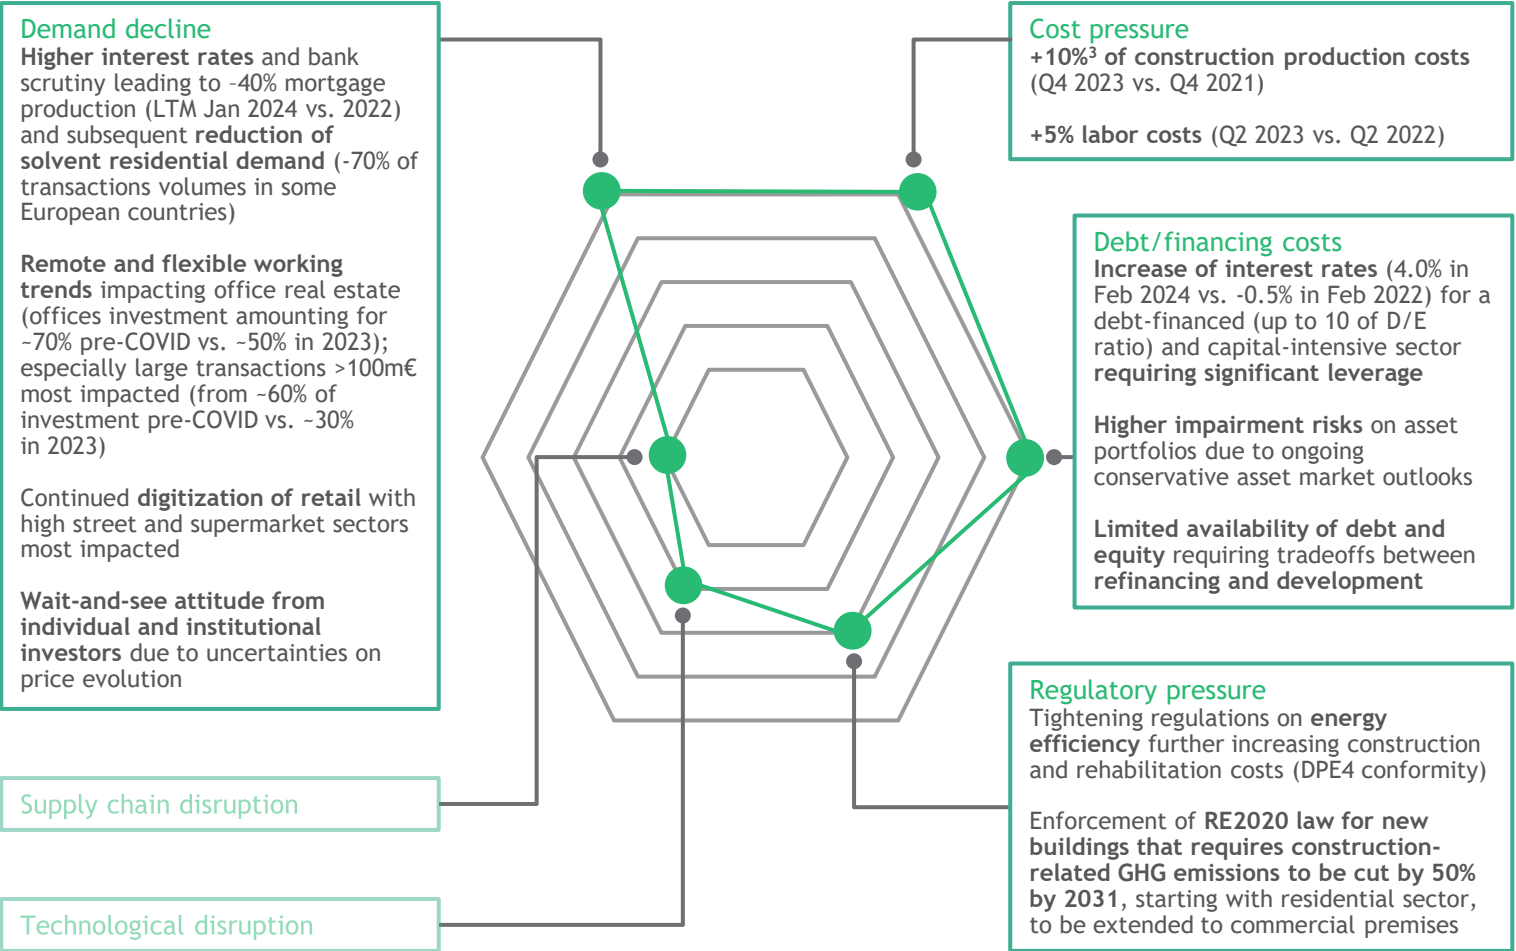 Demand decline
Higher interest rates and bank
scrutiny leading to –40% mortgage
production (LTM Jan 2024 vs. 2022)
and subsequent reduction of
solvent residential demand (-70% of
transactions volumes in some
European countries)
Remote and flexible working
trends impacting office real estate
(offices investment amounting for
~70% pre-COVID vs. ~50% in 2023);
especially large transactions >100m€
most impacted (from ~60% of
investment pre-COVID vs. ~30%
in 2023)
Continued digitization of retail with
high street and supermarket sectors
most impacted
Wait-and-see attitude from
individual and institutional
investors due to uncertainties on
price evolution
Supply chain disruption
Technological disruption
Cost pressure
+10%³ of construction production costs
(Q4 2023 vs. Q4 2021)
+5% labor costs (Q2 2023 vs. Q2 2022)
Debt/financing costs
Increase of interest rates (4.0% in
Feb 2024 vs. -0.5% in Feb 2022) for a
debt-financed (up to 10 of D/E
ratio) and capital-intensive sector
requiring significant leverage
Higher impairment risks on asset
portfolios due to ongoing
conservative asset market outlooks
Limited availability of debt and
equity requiring tradeoffs between
refinancing and development
Regulatory pressure
Tightening regulations on energy
efficiency further increasing construction
and rehabilitation costs (DPE4 conformity)
Enforcement of RE2020 law for new
buildings that requires construction-
related GHG emissions to be cut by 50%
by 2031, starting with residential sector,
to be extended to commercial premises